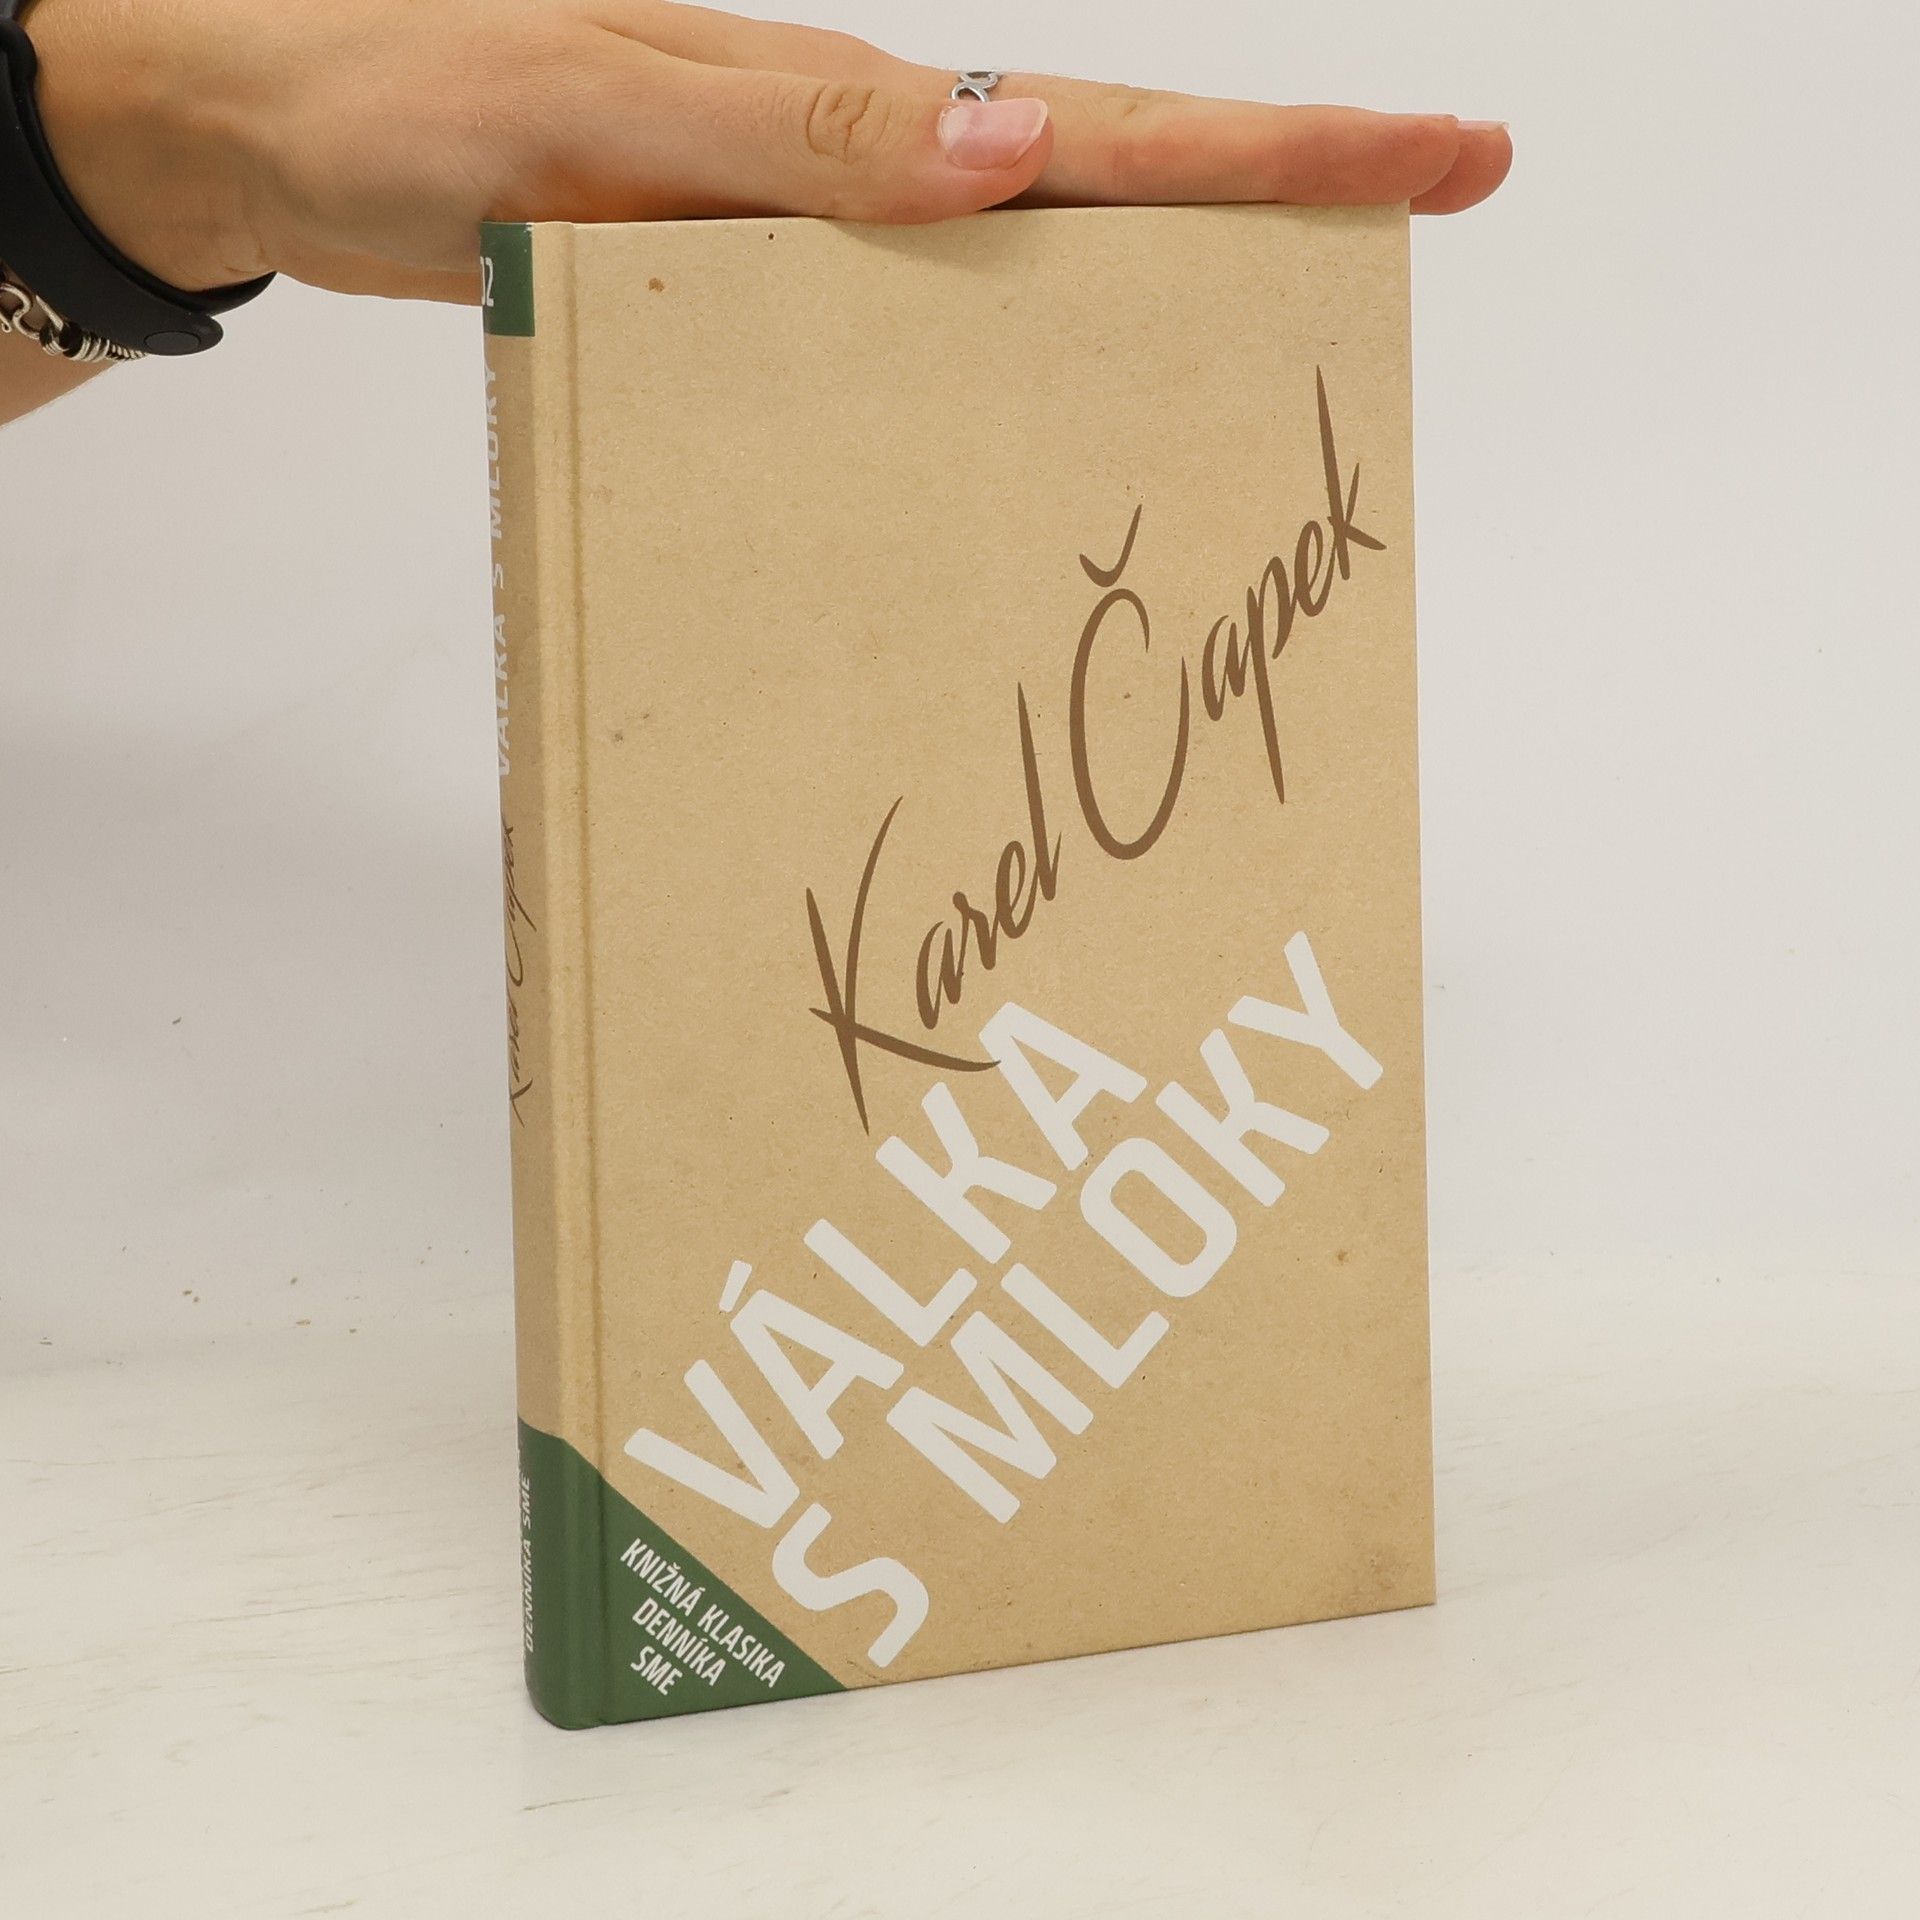 Karel Čapek
VÁLKA
S MLOKY
KNIŽNÁ KLASIKA
DENNÍKA
SME
VÁLKA S MLOKY
Karel Čapek
DENNÍKA SME